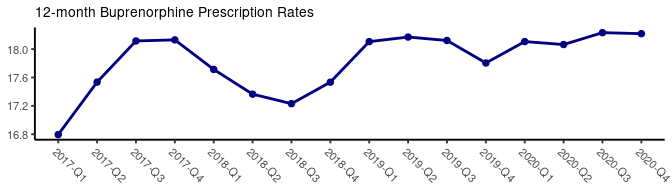 12-month Buprenorphine Prescription Rates
18.0
17.6
17.2
16.8
2017-Q1
2017-Q2
2017-Q3
2017-Q4
2018-Q1
2018-Q2
2018-Q3
2018-Q4
2019-Q1
2019-Q2
2019-Q3
2019-Q4
2020-Q1
2020-Q2
2020-Q3
2020-Q4